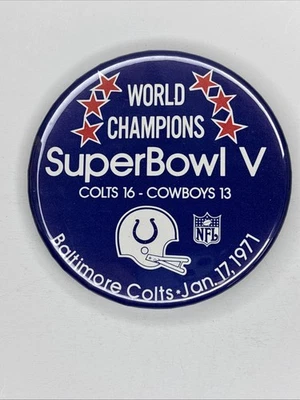 WORLD
CHAMPIONS
SuperBowl V
COLTS 16 - COWBOYS 13
NFL
Baltimore Colts • Jan. 17, 1971